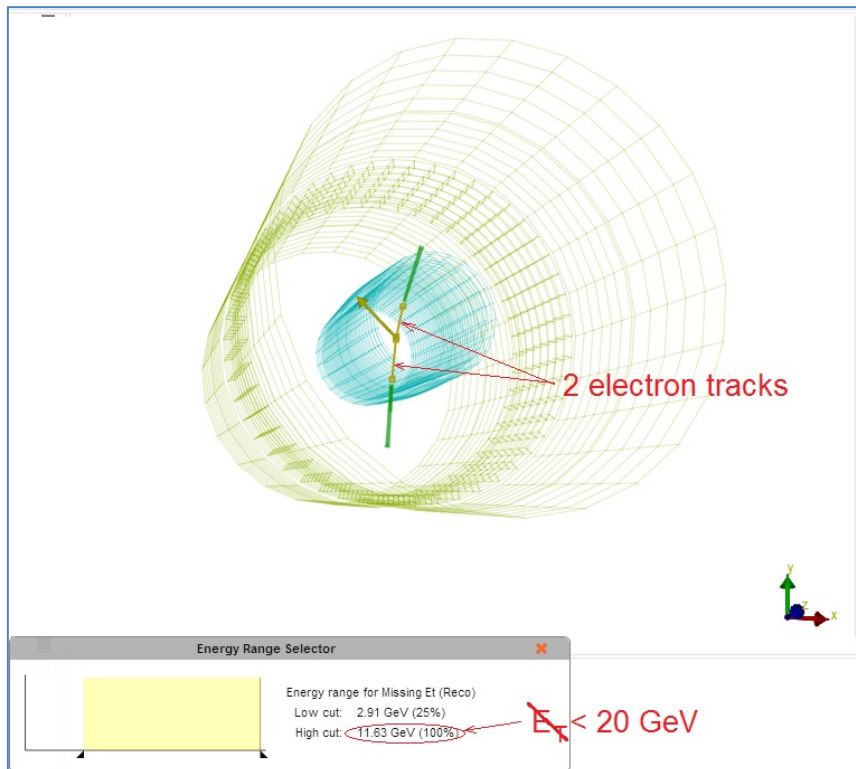 2 electron tracks
y
z
x
Energy Range Selector
Energy range for Missing Et (Reco)
Low cut: 2.91 GeV (25%)
High cut: 11.63 GeV (100%)
E_T < 20 GeV